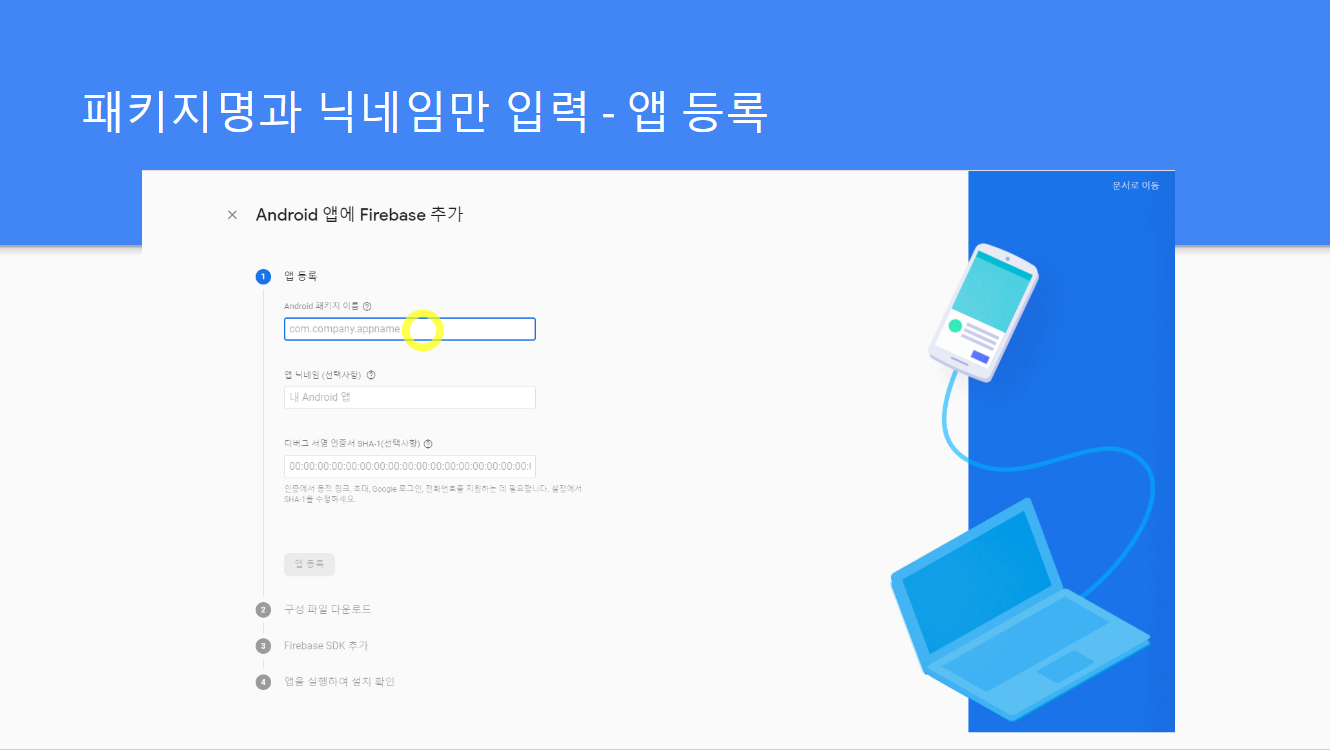 패키지명과 닉네임만 입력 - 앱 등록
문서로 이동
× Android 앱에 Firebase 추가
1 앱 등록
Android 패키지 이름 ?
com.company.appname
앱 닉네임 (선택사항) ?
내 Android 앱
디버그 서명 인증서 SHA-1(선택사항) ?
00:00:00:00:00:00:00:00:00:00:00:00:00:00:00:00:00:
인증에서 동적 링크, 초대, Google 로그인, 전화번호를 지원하는 데 필요합니다. 설정에서
SHA-1을 수정하세요.
앱 등록
2 구성 파일 다운로드
3 Firebase SDK 추가
4 앱을 실행하여 설치 확인